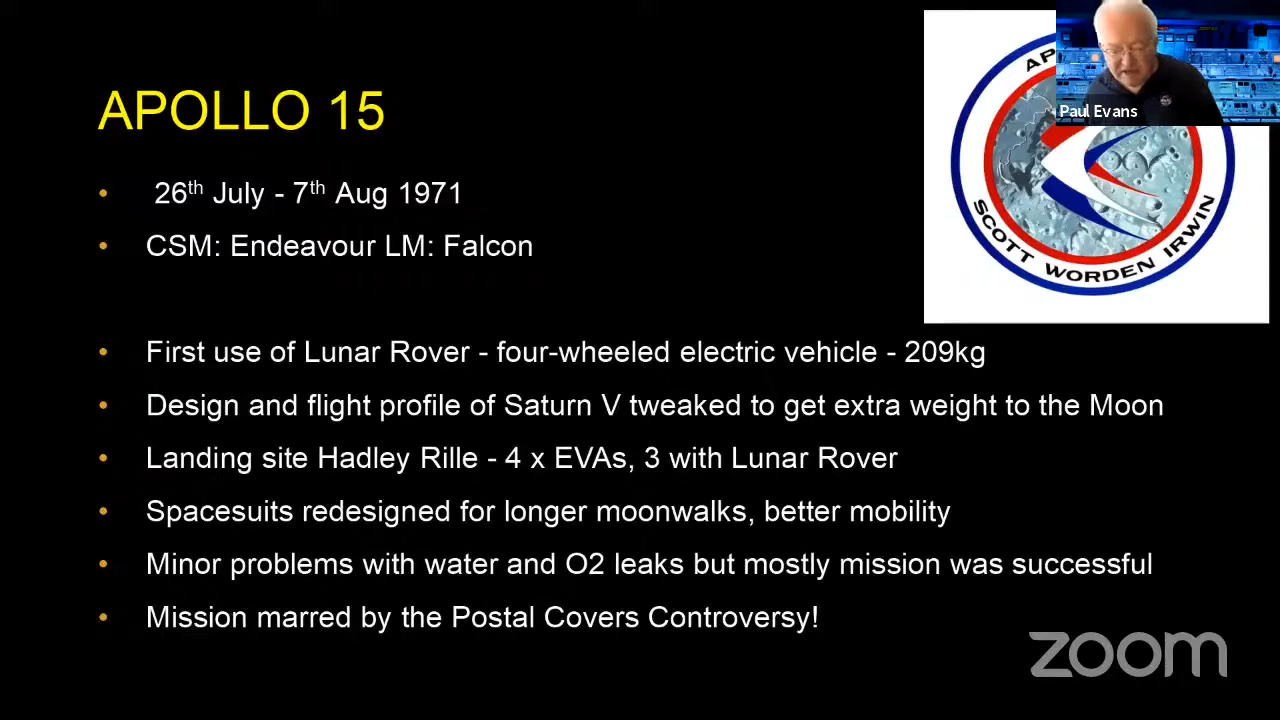 APOLLO 15
Paul Evans
AP
SCOTT WORDEN IRWIN
• 26th July - 7th Aug 1971
• CSM: Endeavour LM: Falcon
• First use of Lunar Rover - four-wheeled electric vehicle - 209kg
• Design and flight profile of Saturn V tweaked to get extra weight to the Moon
• Landing site Hadley Rille - 4 x EVAs, 3 with Lunar Rover
• Spacesuits redesigned for longer moonwalks, better mobility
• Minor problems with water and O2 leaks but mostly mission was successful
• Mission marred by the Postal Covers Controversy!
zoom